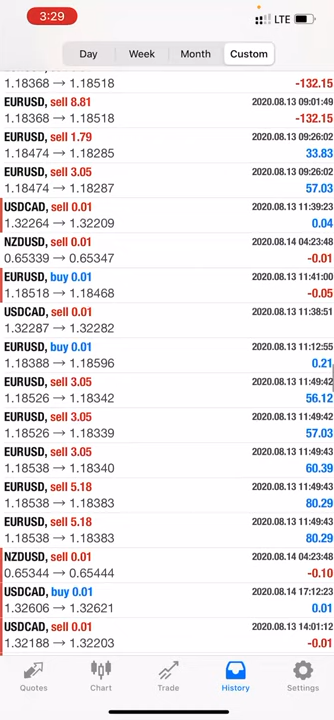 3:29 LTE
Day Week Month Custom
1.18368 → 1.18518 -132.15
EURUSD, sell 8.81 2020.08.13 09:01:49
1.18368 → 1.18518 -132.15
EURUSD, sell 1.79 2020.08.13 09:26:02
1.18474 → 1.18285 33.83
EURUSD, sell 3.05 2020.08.13 09:26:02
1.18474 → 1.18287 57.03
USDCAD, sell 0.01 2020.08.13 11:39:23
1.32264 → 1.32209 0.04
NZDUSD, sell 0.01 2020.08.14 04:23:48
0.65339 → 0.65347 -0.01
EURUSD, buy 0.01 2020.08.13 11:41:00
1.18518 → 1.18468 -0.05
USDCAD, sell 0.01 2020.08.13 11:38:51
1.32287 → 1.32282
EURUSD, buy 0.01 2020.08.13 11:12:55
1.18388 → 1.18596 0.21
EURUSD, sell 3.05 2020.08.13 11:49:42
1.18526 → 1.18342 56.12
EURUSD, sell 3.05 2020.08.13 11:49:42
1.18526 → 1.18339 57.03
EURUSD, sell 3.05 2020.08.13 11:49:43
1.18538 → 1.18340 60.39
EURUSD, sell 5.18 2020.08.13 11:49:43
1.18538 → 1.18383 80.29
EURUSD, sell 5.18 2020.08.13 11:49:43
1.18538 → 1.18383 80.29
NZDUSD, sell 0.01 2020.08.14 04:23:48
0.65344 → 0.65444 -0.10
USDCAD, buy 0.01 2020.08.14 17:12:23
1.32606 → 1.32621 0.01
USDCAD, sell 0.01 2020.08.13 14:01:12
1.32188 → 1.32203 -0.01
Quotes Chart Trade History Settings